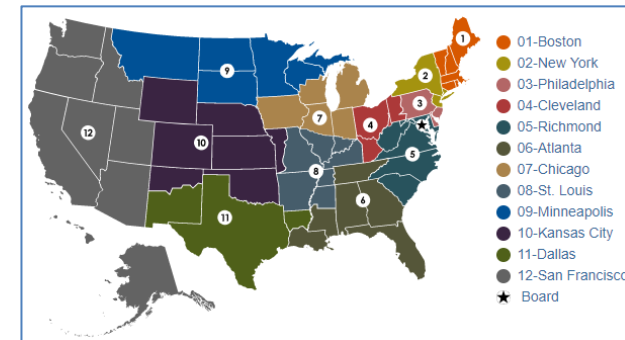 1
2
3
4
5
6
7
8
9
10
11
12
01-Boston
02-New York
03-Philadelphia
04-Cleveland
05-Richmond
06-Atlanta
07-Chicago
08-St. Louis
09-Minneapolis
10-Kansas City
11-Dallas
12-San Francisco
Board